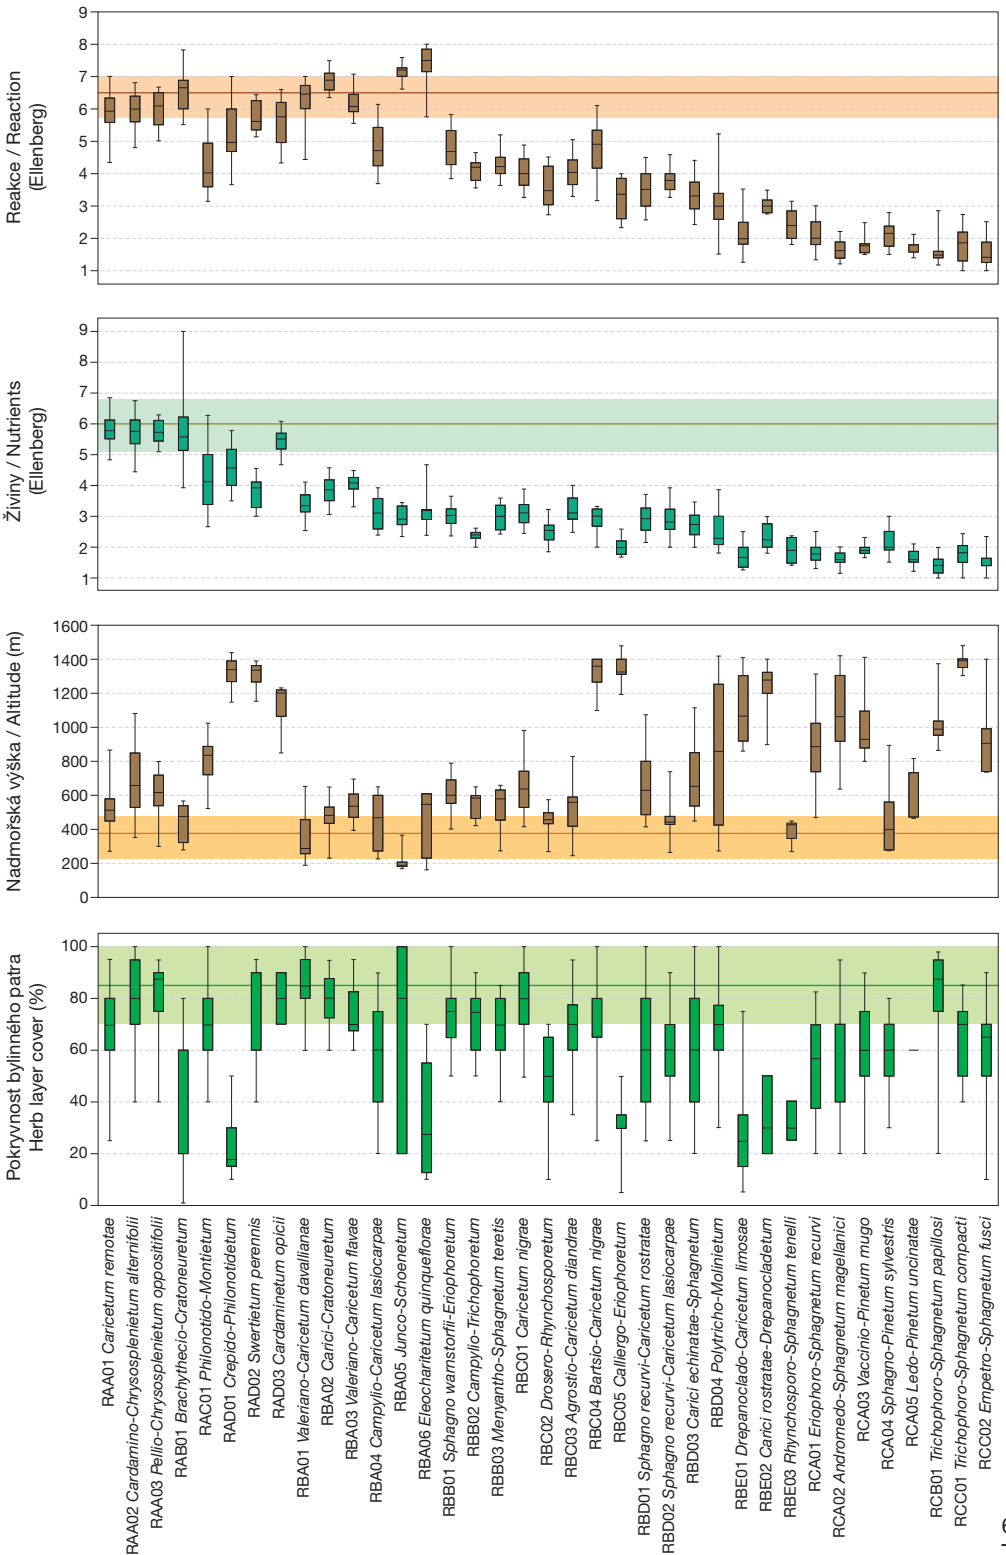 Reakce / Reaction
(Ellenberg)
9
8
7
6
5
4
3
2
1
Živiny / Nutrients
(Ellenberg)
9
8
7
6
5
4
3
2
1
Nadmořská výška / Altitude (m)
1600
1400
1200
1000
800
600
400
200
0
Pokryvnost bylinného patra
Herb layer cover (%)
100
80
60
40
20
0
RAA01 Caricetum remotae
RAA02 Cardamino-Chrysosplenietum alternifolii
RAA03 Pellio-Chrysosplenietum oppositifolii
RAB01 Brachythecio-Cratoneuretum
RAC01 Philonotido-Montietum
RAD01 Crepido-Philonotidetum
RAD02 Swertietum perennis
RAD03 Cardaminetum opicii
RBA01 Valeriano-Caricetum davallianae
RBA02 Carici-Cratoneuretum
RBA03 Valeriano-Caricetum flavae
RBA04 Campylio-Caricetum lasiocarpae
RBA05 Junco-Schoenetum
RBA06 Eleocharitetum quinqueflorae
RBB01 Sphagno warnstorfii-Eriophoretum
RBB02 Campylio-Trichophoretum
RBB03 Menyantho-Sphagnetum teretis
RBC01 Caricetum nigrae
RBC02 Drosero-Rhynchosporetum
RBC03 Agrostio-Caricetum diandrae
RBC04 Bartsio-Caricetum nigrae
RBC05 Calliergo-Eriophoretum
RBD01 Sphagno recurvi-Caricetum rostratae
RBD02 Sphagno recurvi-Caricetum lasiocarpae
RBD03 Carici echinatae-Sphagnetum
RBD04 Polytricho-Molinietum
RBE01 Drepanoclado-Caricetum limosae
RBE02 Carici rostratae-Drepanocladetum
RBE03 Rhynchosporo-Sphagnetum tenelli
RCA01 Eriophoro-Sphagnetum recurvi
RCA02 Andromedo-Sphagnetum magellanici
RCA03 Vaccinio-Pinetum mugo
RCA04 Sphagno-Pinetum sylvestris
RCA05 Ledo-Pinetum uncinatae
RCB01 Trichophoro-Sphagnetum papillosi
RCC01 Trichophoro-Sphagnetum compacti
RCC02 Empetro-Sphagnetum fusci